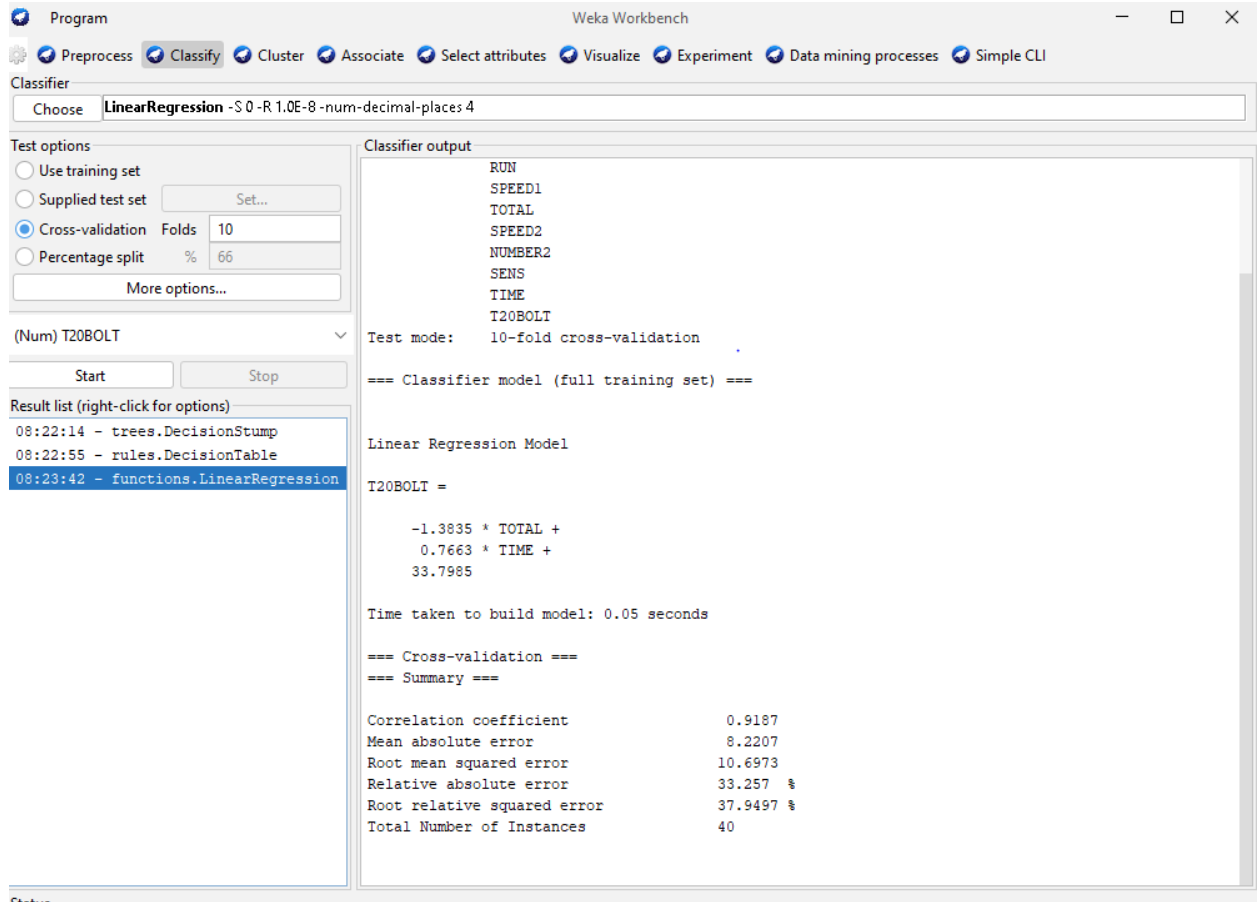 Program
Weka Workbench
Preprocess Classify Cluster Associate Select attributes Visualize Experiment Data mining processes Simple CLI
Classifier
Choose LinearRegression -S 0 -R 1.0E-8 -num-decimal-places 4
Test options
Use training set
Supplied test set Set...
Cross-validation Folds 10
Percentage split % 66
More options...
(Num) T20BOLT
Start Stop
Result list (right-click for options)
08:22:14 - trees.DecisionStump
08:22:55 - rules.DecisionTable
08:23:42 - functions.LinearRegression
Classifier output
RUN
SPEED1
TOTAL
SPEED2
NUMBER2
SENS
TIME
T20BOLT
Test mode: 10-fold cross-validation
=== Classifier model (full training set) ===
Linear Regression Model
T20BOLT =
-1.3835 * TOTAL +
0.7663 * TIME +
33.7985
Time taken to build model: 0.05 seconds
=== Cross-validation ===
=== Summary ===
Correlation coefficient 0.9187
Mean absolute error 8.2207
Root mean squared error 10.6973
Relative absolute error 33.257 %
Root relative squared error 37.9497 %
Total Number of Instances 40